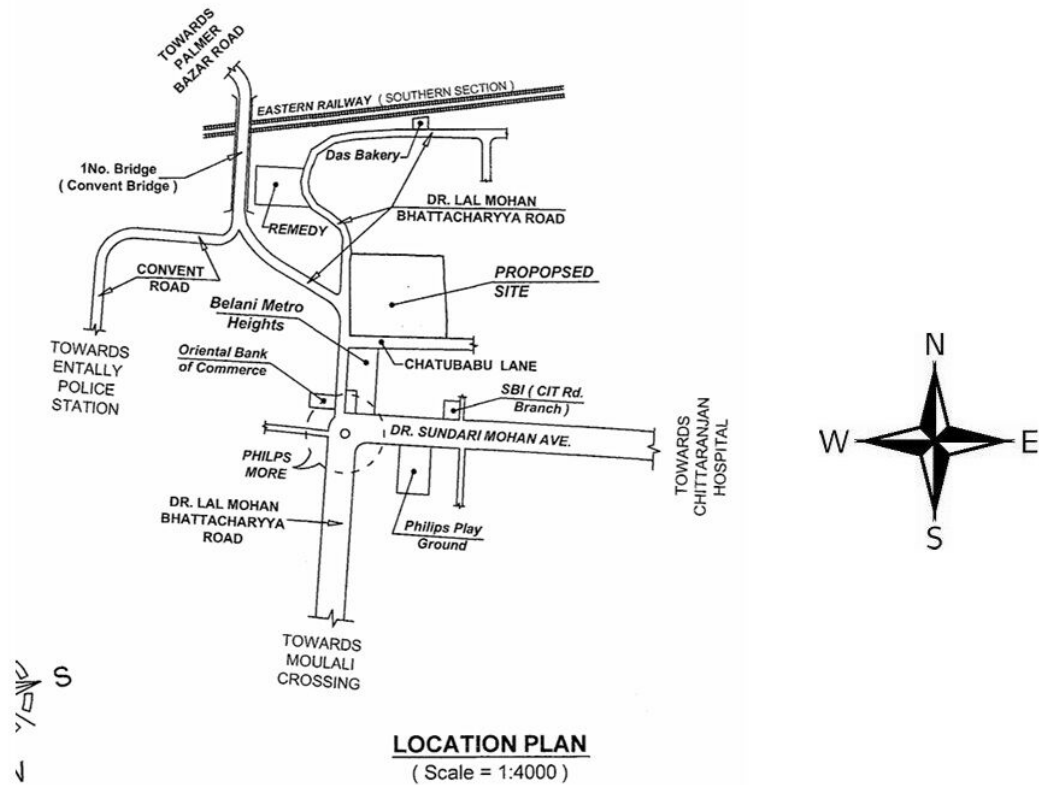 TOWARDS
PALMER
BAZAR ROAD
EASTERN RAILWAY ( SOUTHERN SECTION )
Das Bakery
1No. Bridge
( Convent Bridge )
REMEDY
DR. LAL MOHAN
BHATTACHARYYA ROAD
CONVENT
ROAD
PROPOPSED
SITE
Belani Metro
Heights
TOWARDS
ENTALLY
POLICE
STATION
Oriental Bank
of Commerce
CHATUBABU LANE
SBI ( CIT Rd.
Branch )
DR. SUNDARI MOHAN AVE.
TOWARDS
CHITTARANJAN
HOSPITAL
PHILPS
MORE
DR. LAL MOHAN
BHATTACHARYYA
ROAD
Philips Play
Ground
TOWARDS
MOULALI
CROSSING
N
W
E
S
S
LOCATION PLAN
( Scale = 1:4000 )